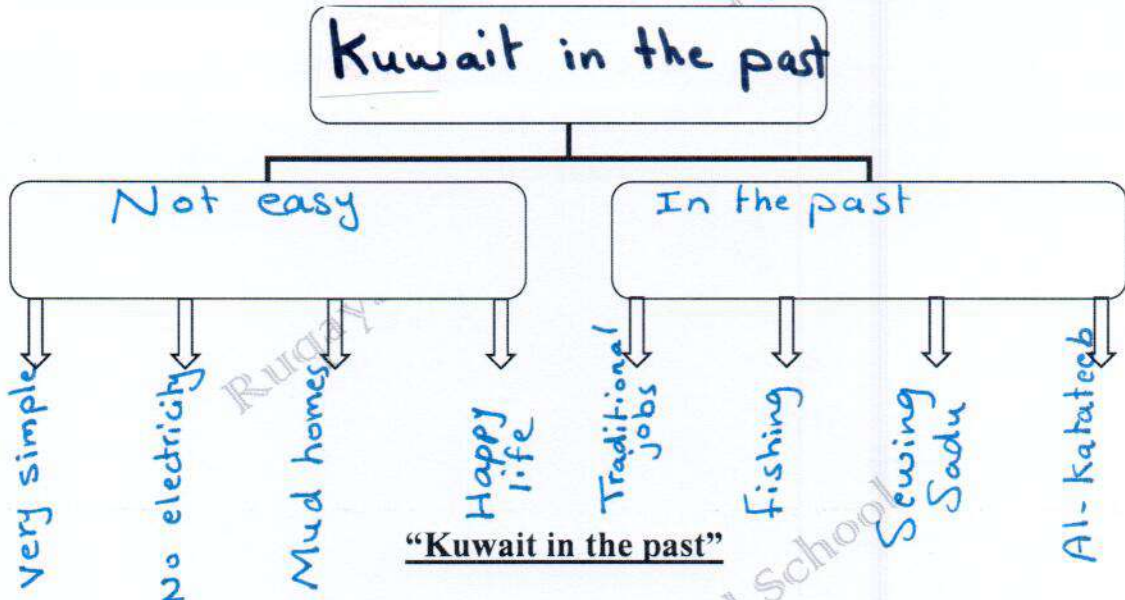 Kuwait in the past
Not easy
In the past
very simple
No electricity
Mud homes
Happy
life
Traditional
jobs
Fishing
Sewing
Sadu
Al-Katateeb
"Kuwait in the past"
School